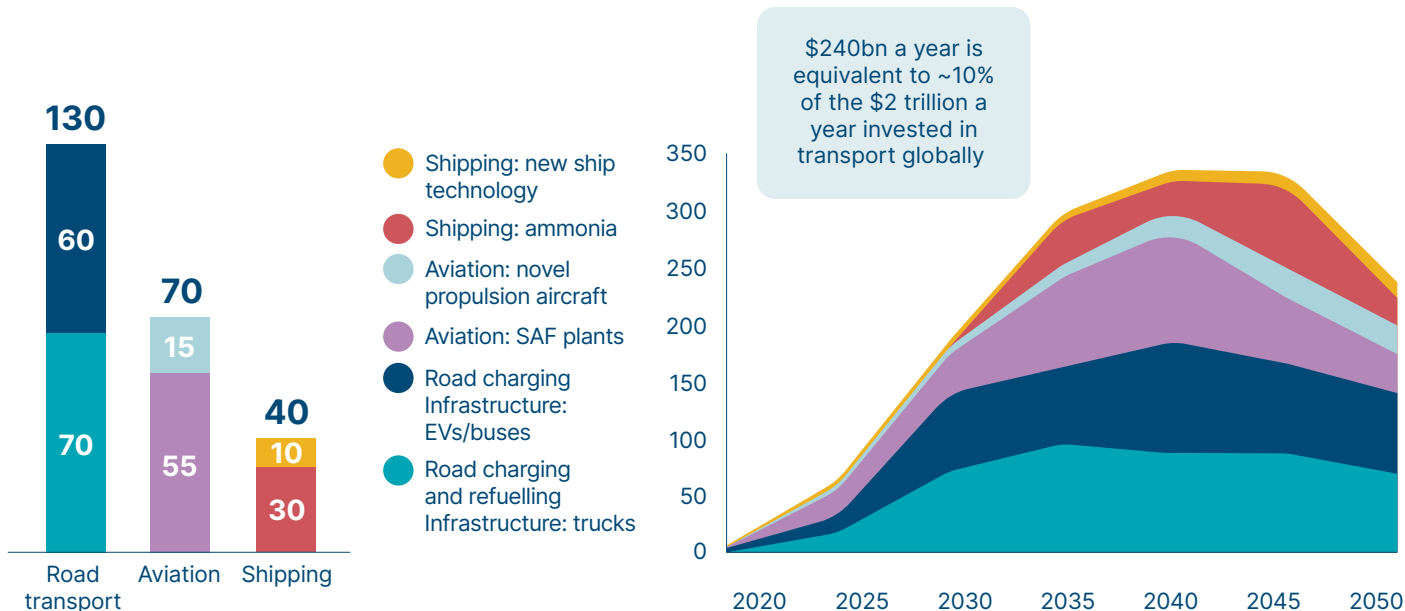 130
60
70
Road
transport
70
15
55
Aviation
40
10
30
Shipping
Shipping: new ship
technology
Shipping: ammonia
Aviation: novel
propulsion aircraft
Aviation: SAF plants
Road charging
Infrastructure:
EVs/buses
Road charging
and refuelling
Infrastructure: trucks
$240bn a year is
equivalent to ~10%
of the $2 trillion a
year invested in
transport globally
350
300
250
200
150
100
50
0
2020 2025 2030 2035 2040 2045 2050